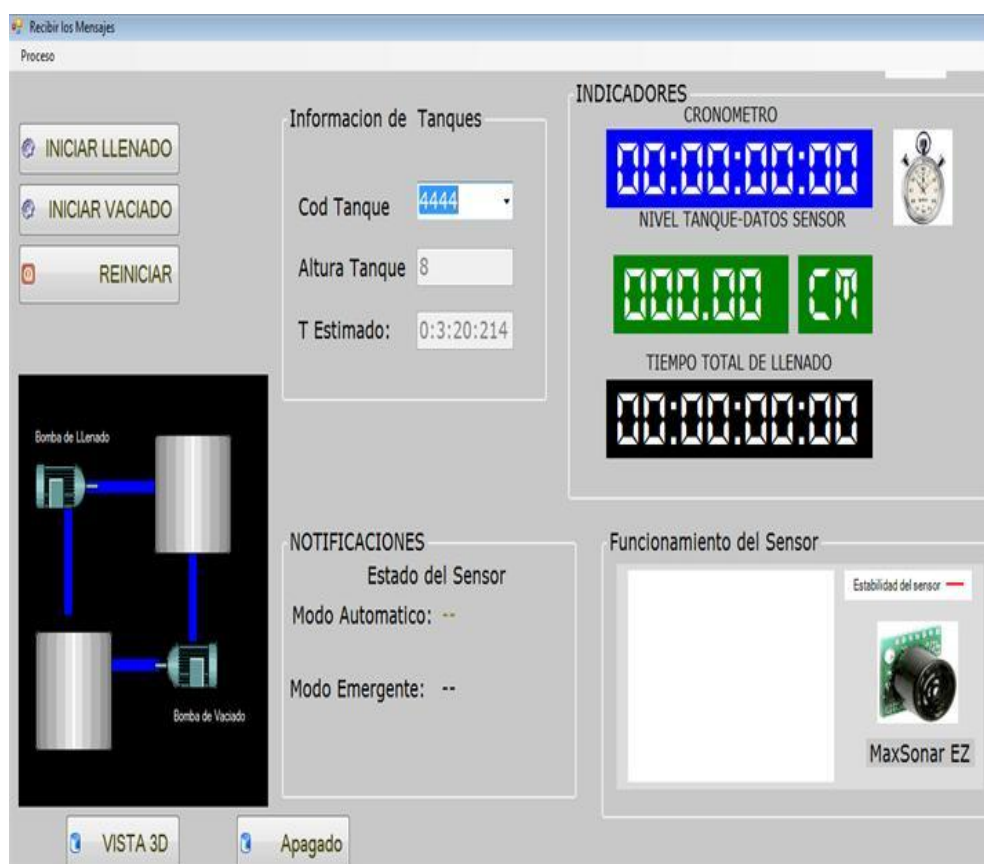 Recibir los Mensajes
Proceso
INICIAR LLENADO
INICIAR VACIADO
REINICIAR
Informacion de Tanques
Cod Tanque 4444
Altura Tanque 8
T Estimado: 0:3:20:214
INDICADORES
CRONOMETRO
00:00:00:00
NIVEL TANQUE-DATOS SENSOR
000.00 CM
TIEMPO TOTAL DE LLENADO
00:00:00:00
Bomba de LLenado
Bomba de Vaciado
NOTIFICACIONES
Estado del Sensor
Modo Automatico: --
Modo Emergente: --
Funcionamiento del Sensor
Estabilidad del sensor
MaxSonar EZ
VISTA 3D
Apagado